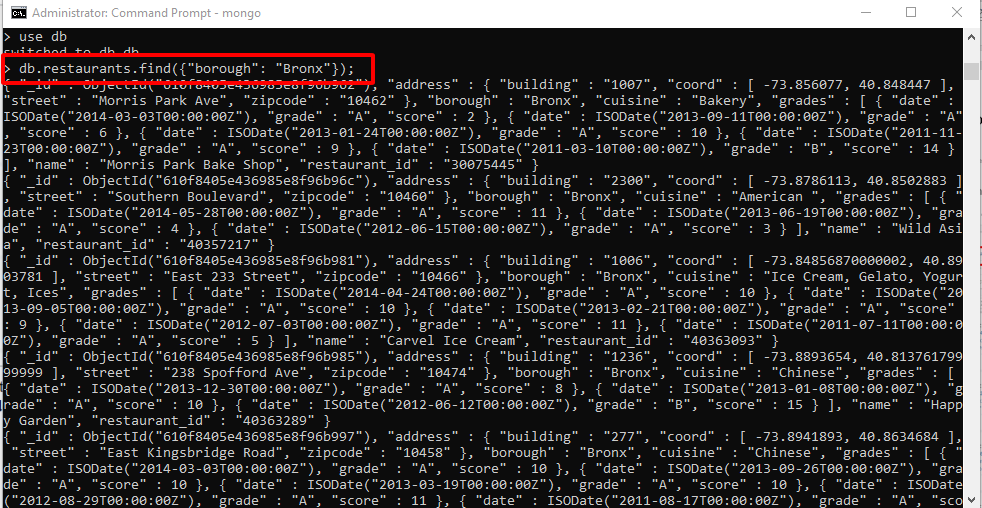 Administrator: Command Prompt - mongo
> use db
switched to db db
> db.restaurants.find({"borough": "Bronx"});
{ "_id" : ObjectId("610f8405e436985e8f96b962"), "address" : { "building" : "1007", "coord" : [ -73.856077, 40.848447 ],
"street" : "Morris Park Ave", "zipcode" : "10462" }, "borough" : "Bronx", "cuisine" : "Bakery", "grades" : [ { "date" :
ISODate("2014-03-03T00:00:00Z"), "grade" : "A", "score" : 2 }, { "date" : ISODate("2013-09-11T00:00:00Z"), "grade" : "A"
, "score" : 6 }, { "date" : ISODate("2013-01-24T00:00:00Z"), "grade" : "A", "score" : 10 }, { "date" : ISODate("2011-11-
23T00:00:00Z"), "grade" : "A", "score" : 9 }, { "date" : ISODate("2011-03-10T00:00:00Z"), "grade" : "B", "score" : 14 }
], "name" : "Morris Park Bake Shop", "restaurant_id" : "30075445" }
{ "_id" : ObjectId("610f8405e436985e8f96b96c"), "address" : { "building" : "2300", "coord" : [ -73.8786113, 40.8502883 ]
, "street" : "Southern Boulevard", "zipcode" : "10460" }, "borough" : "Bronx", "cuisine" : "American ", "grades" : [ { "
date" : ISODate("2014-05-28T00:00:00Z"), "grade" : "A", "score" : 11 }, { "date" : ISODate("2013-06-19T00:00:00Z"), "gra
de" : "A", "score" : 4 }, { "date" : ISODate("2012-06-15T00:00:00Z"), "grade" : "A", "score" : 3 } ], "name" : "Wild Asi
a", "restaurant_id" : "40357217" }
{ "_id" : ObjectId("610f8405e436985e8f96b981"), "address" : { "building" : "1006", "coord" : [ -73.84856870000002, 40.89
03781 ], "street" : "East 233 Street", "zipcode" : "10466" }, "borough" : "Bronx", "cuisine" : "Ice Cream, Gelato, Yogur
t, Ices", "grades" : [ { "date" : ISODate("2014-04-24T00:00:00Z"), "grade" : "A", "score" : 10 }, { "date" : ISODate("20
13-09-05T00:00:00Z"), "grade" : "A", "score" : 10 }, { "date" : ISODate("2013-02-21T00:00:00Z"), "grade" : "A", "score"
: 9 }, { "date" : ISODate("2012-07-03T00:00:00Z"), "grade" : "A", "score" : 11 }, { "date" : ISODate("2011-07-11T00:00:0
0Z"), "grade" : "A", "score" : 5 } ], "name" : "Carvel Ice Cream", "restaurant_id" : "40363093" }
{ "_id" : ObjectId("610f8405e436985e8f96b985"), "address" : { "building" : "1236", "coord" : [ -73.8893654, 40.813761799
99999 ], "street" : "238 Spofford Ave", "zipcode" : "10474" }, "borough" : "Bronx", "cuisine" : "Chinese", "grades" : [
{ "date" : ISODate("2013-12-30T00:00:00Z"), "grade" : "A", "score" : 8 }, { "date" : ISODate("2013-01-08T00:00:00Z"), "g
rade" : "A", "score" : 10 }, { "date" : ISODate("2012-06-12T00:00:00Z"), "grade" : "B", "score" : 15 } ], "name" : "Happ
y Garden", "restaurant_id" : "40363289" }
{ "_id" : ObjectId("610f8405e436985e8f96b997"), "address" : { "building" : "277", "coord" : [ -73.8941893, 40.8634684 ],
"street" : "East Kingsbridge Road", "zipcode" : "10458" }, "borough" : "Bronx", "cuisine" : "Chinese", "grades" : [ { "
date" : ISODate("2014-03-03T00:00:00Z"), "grade" : "A", "score" : 10 }, { "date" : ISODate("2013-09-26T00:00:00Z"), "gra
de" : "A", "score" : 10 }, { "date" : ISODate("2013-03-19T00:00:00Z"), "grade" : "A", "score" : 10 }, { "date" : ISODate
("2012-08-29T00:00:00Z"), "grade" : "A", "score" : 11 }, { "date" : ISODate("2011-08-17T00:00:00Z"), "grade" : "A", "sco